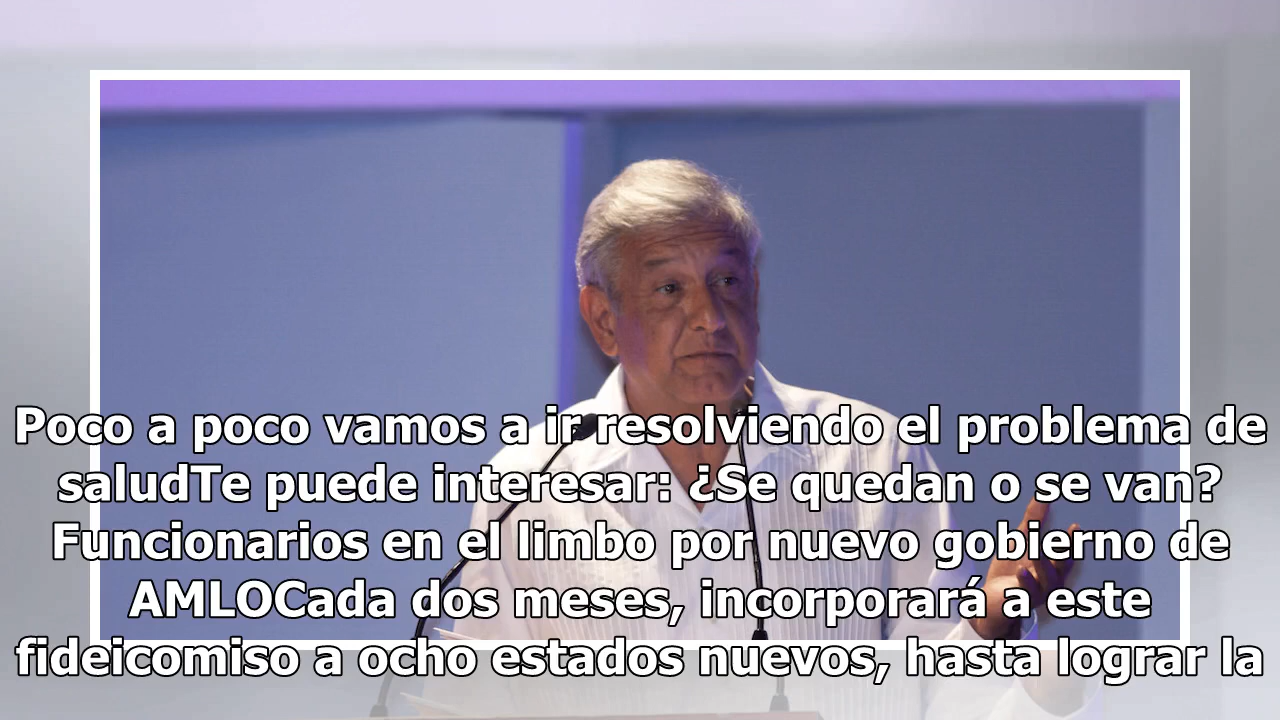 Poco a poco vamos a ir resolviendo el problema de
saludTe puede interesar: ¿Se quedan o se van?
Funcionarios en el limbo por nuevo gobierno de
AMLOCada dos meses, incorporará a este
fideicomiso a ocho estados nuevos, hasta lograr la